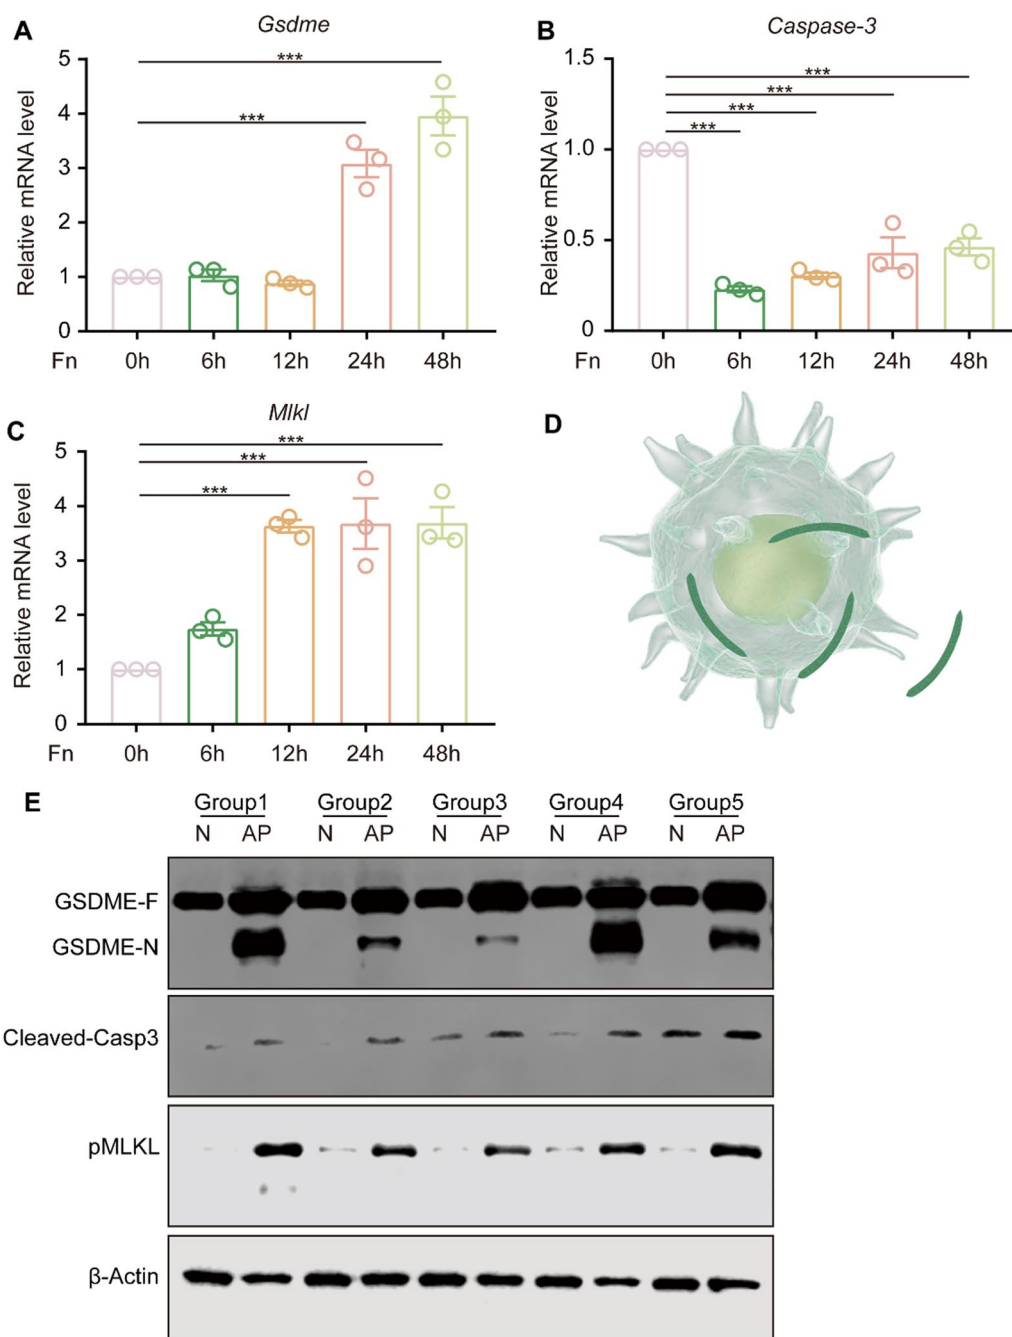 A
Gsdme
Relative mRNA level
5
4
3
2
1
0
***
***
Fn 0h 6h 12h 24h 48h
B
Caspase-3
Relative mRNA level
1.5
1.0
0.5
0
***
***
***
***
Fn 0h 6h 12h 24h 48h
C
Mlkl
Relative mRNA level
5
4
3
2
1
0
***
***
***
Fn 0h 6h 12h 24h 48h
D
E
Group1 Group2 Group3 Group4 Group5
N AP N AP N AP N AP N AP
GSDME-F
GSDME-N
Cleaved-Casp3
pMLKL
β-Actin